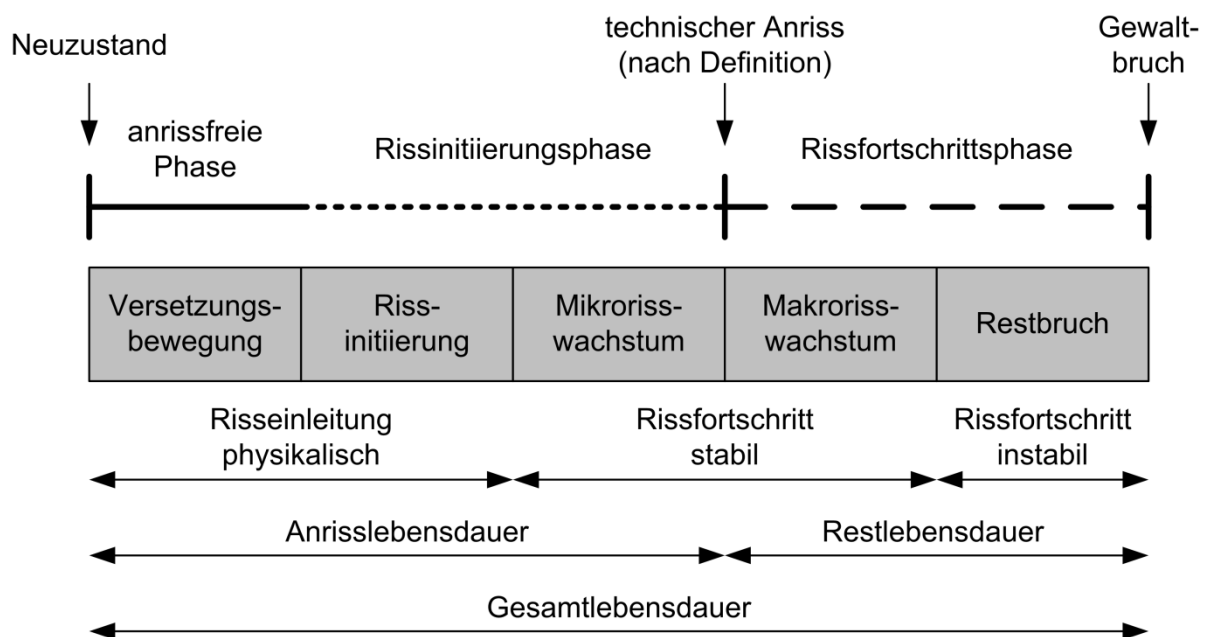 Neuzustand
technischer Anriss
(nach Definition)
Gewalt-
bruch
anrissfreie
Phase
Rissinitiierungsphase
Rissfortschrittsphase
Versetzungs-
bewegung
Riss-
initiierung
Mikroriss-
wachstum
Makroriss-
wachstum
Restbruch
Risseinleitung
physikalisch
Rissfortschritt
stabil
Rissfortschritt
instabil
Anrisslebensdauer
Restlebensdauer
Gesamtlebensdauer